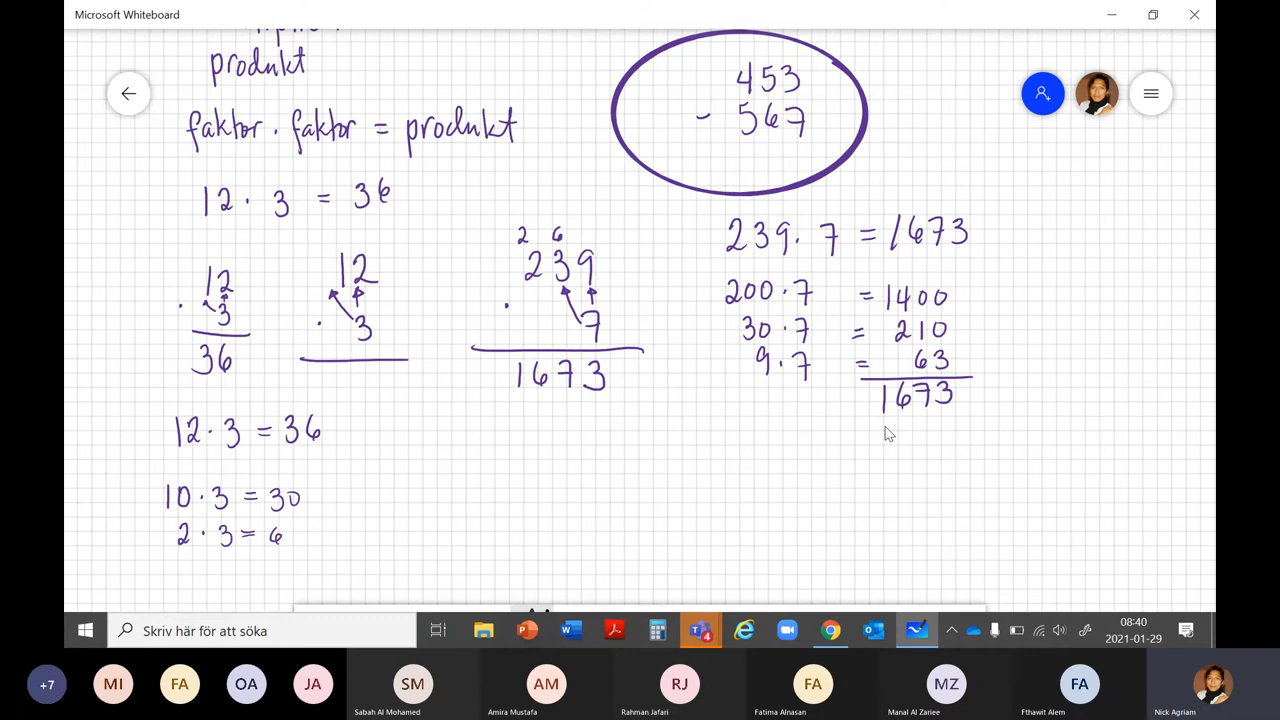 Microsoft Whiteboard
produkt
faktor · faktor = produkt
12 · 3 = 36
12
· 3
36
12
· 3
12 · 3 = 36
10 · 3 = 30
2 · 3 = 6
2 6
239
· 7
1673
453
- 567
239 · 7 = 1673
200 · 7 = 1400
30 · 7 = 210
9 · 7 = 63
1673
Skriv här för att söka
4
08:40
2021-01-29
+7
MI
FA
OA
JA
SM
Sabah Al Mohamed
AM
Amira Mustafa
RJ
Rahman Jafari
FA
Fatima Alnasan
MZ
Manal Al Zariee
FA
Fthawit Alem
Nick Agriam